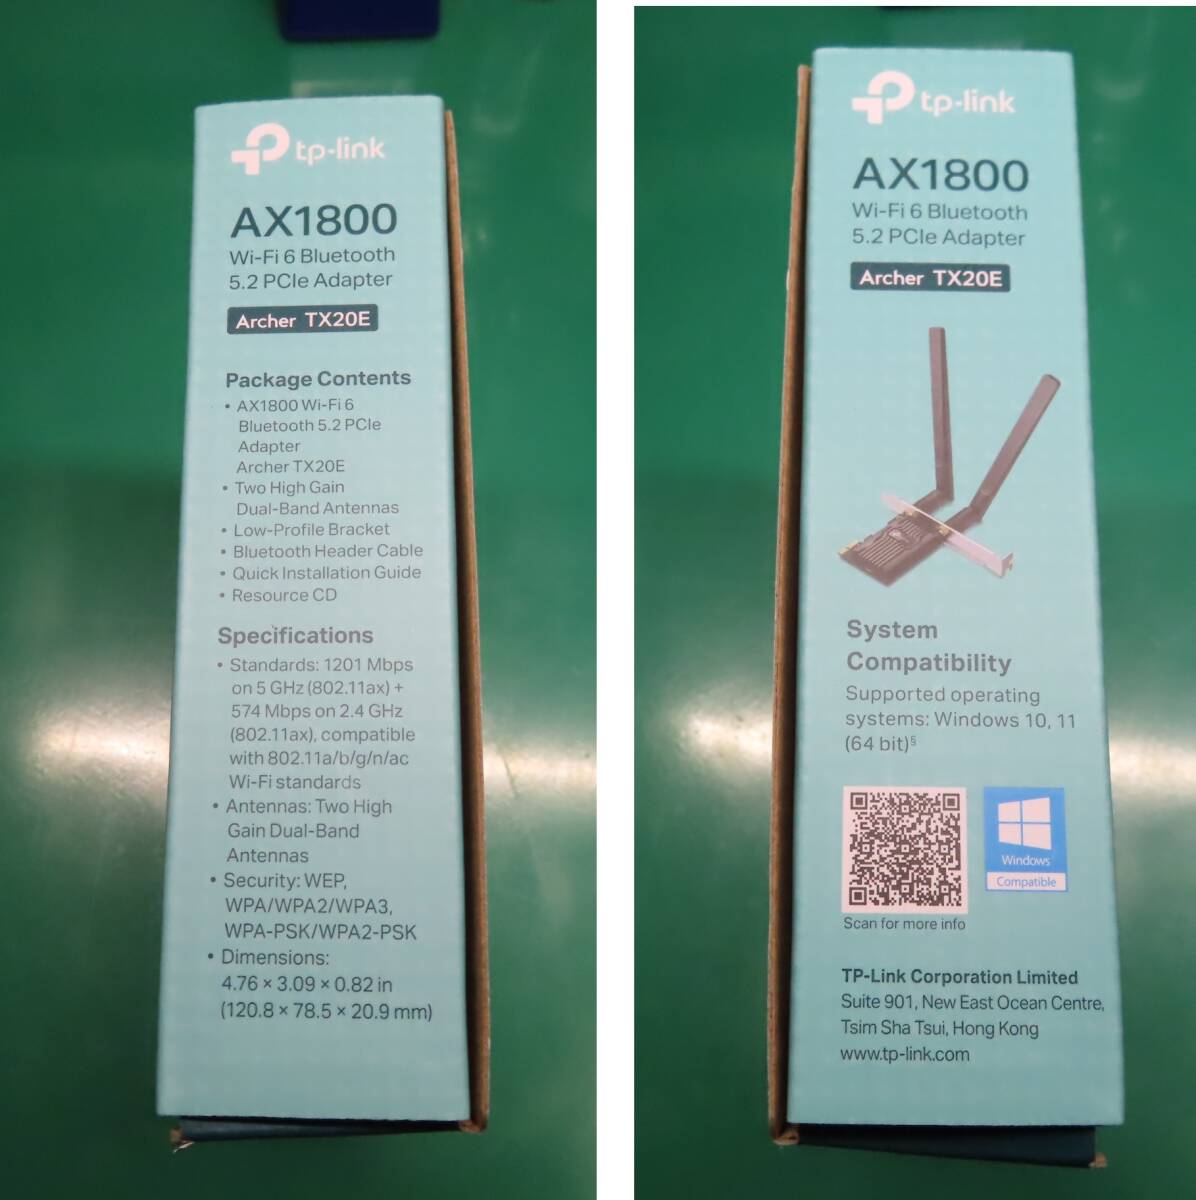 tp-link
AX1800
Wi-Fi 6 Bluetooth
5.2 PCIe Adapter
Archer TX20E
Package Contents
• AX1800 Wi-Fi 6
Bluetooth 5.2 PCIe
Adapter
Archer TX20E
• Two High Gain
Dual-Band Antennas
• Low-Profile Bracket
• Bluetooth Header Cable
• Quick Installation Guide
• Resource CD
Specifications
• Standards: 1201 Mbps
on 5 GHz (802.11ax) +
574 Mbps on 2.4 GHz
(802.11ax), compatible
with 802.11a/b/g/n/ac
Wi-Fi standards
• Antennas: Two High
Gain Dual-Band
Antennas
• Security: WEP,
WPA/WPA2/WPA3,
WPA-PSK/WPA2-PSK
• Dimensions:
4.76 × 3.09 × 0.82 in
(120.8 × 78.5 × 20.9 mm)
tp-link
AX1800
Wi-Fi 6 Bluetooth
5.2 PCIe Adapter
Archer TX20E
System
Compatibility
Supported operating
systems: Windows 10, 11
(64 bit)§
Windows
Compatible
Scan for more info
TP-Link Corporation Limited
Suite 901, New East Ocean Centre,
Tsim Sha Tsui, Hong Kong
www.tp-link.com